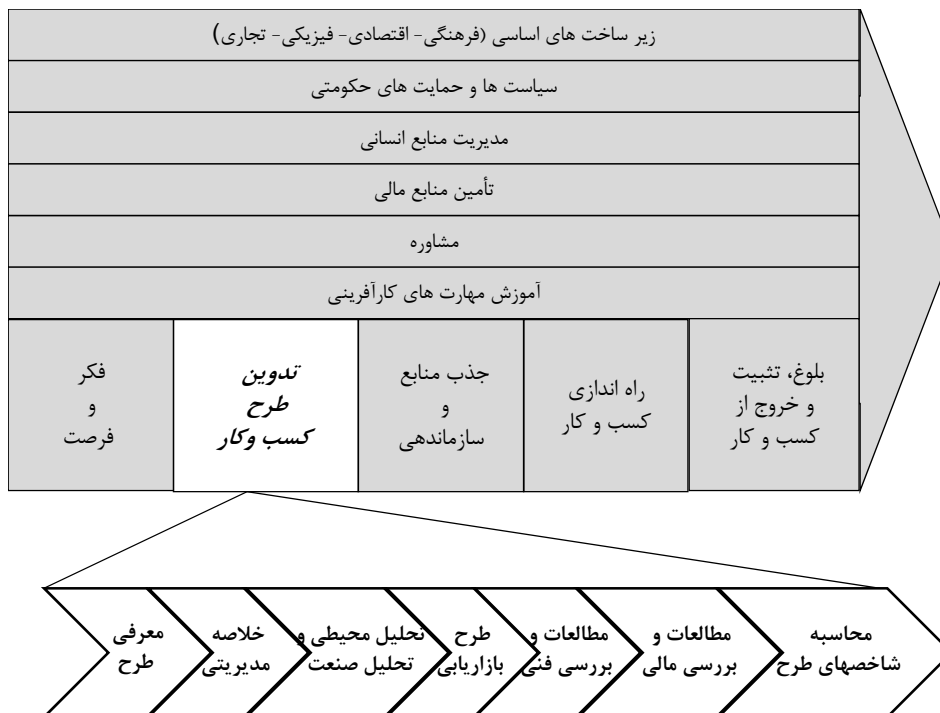 زیر ساخت های اساسی (فرهنگی- اقتصادی- فیزیکی- تجاری)
سیاست ها و حمایت های حکومتی
مدیریت منابع انسانی
تأمین منابع مالی
مشاوره
آموزش مهارت های کارآفرینی
فکر
و
فرصت
تدوین
طرح
کسب وکار
جذب منابع
و
سازماندهی
راه اندازی
کسب و کار
بلوغ، تثبیت
و خروج از
کسب و کار
معرفی
طرح
خلاصه
مدیریتی
تحلیل محیطی و
تحلیل صنعت
طرح
بازاریابی
مطالعات و
بررسی فنی
مطالعات و
بررسی مالی
محاسبه
شاخصهای طرح